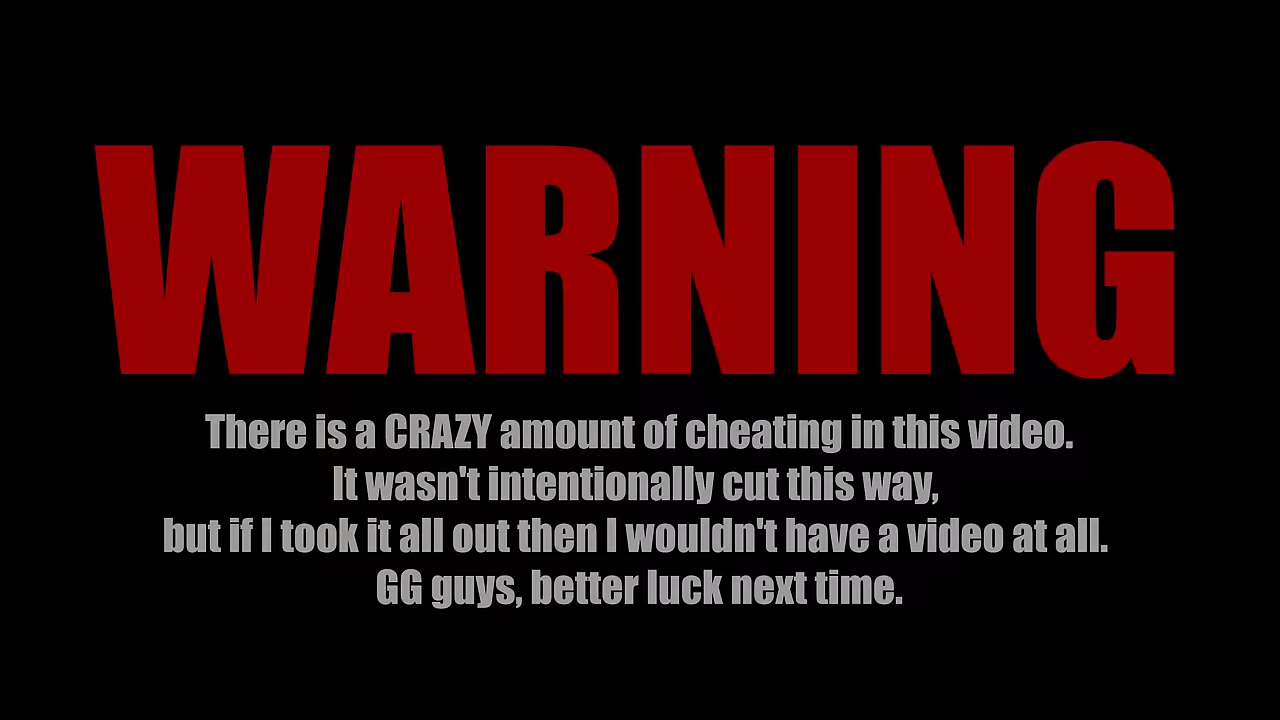 WARNING
There is a CRAZY amount of cheating in this video.
It wasn't intentionally cut this way,
but if I took it all out then I wouldn't have a video at all.
GG guys, better luck next time.